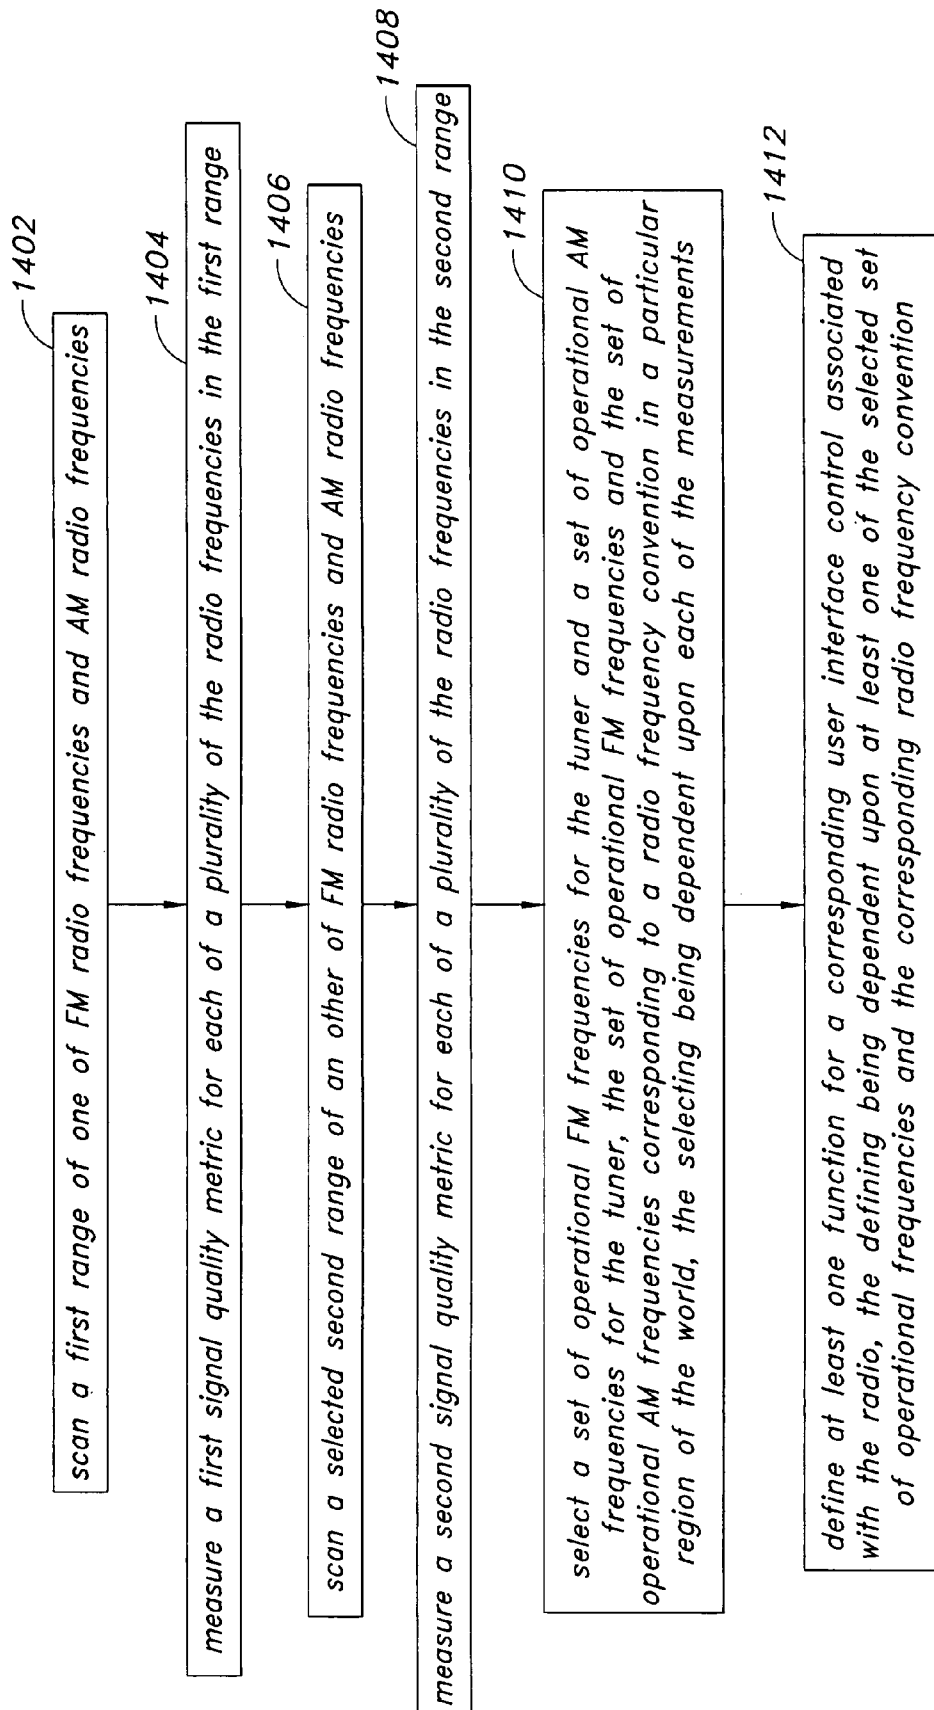 1402
scan a first range of one of FM radio frequencies and AM radio frequencies
1404
measure a first signal quality metric for each of a plurality of the radio frequencies in the first range
1406
scan a selected second range of an other of FM radio frequencies and AM radio frequencies
1408
measure a second signal quality metric for each of a plurality of the radio frequencies in the second range
1410
select a set of operational FM frequencies for the tuner and a set of operational AM
frequencies for the tuner, the set of operational FM frequencies and the set of
operational AM frequencies corresponding to a radio frequency convention in a particular
region of the world, the selecting being dependent upon each of the measurements
1412
define at least one function for a corresponding user interface control associated
with the radio, the defining being dependent upon at least one of the selected set
of operational frequencies and the corresponding radio frequency convention